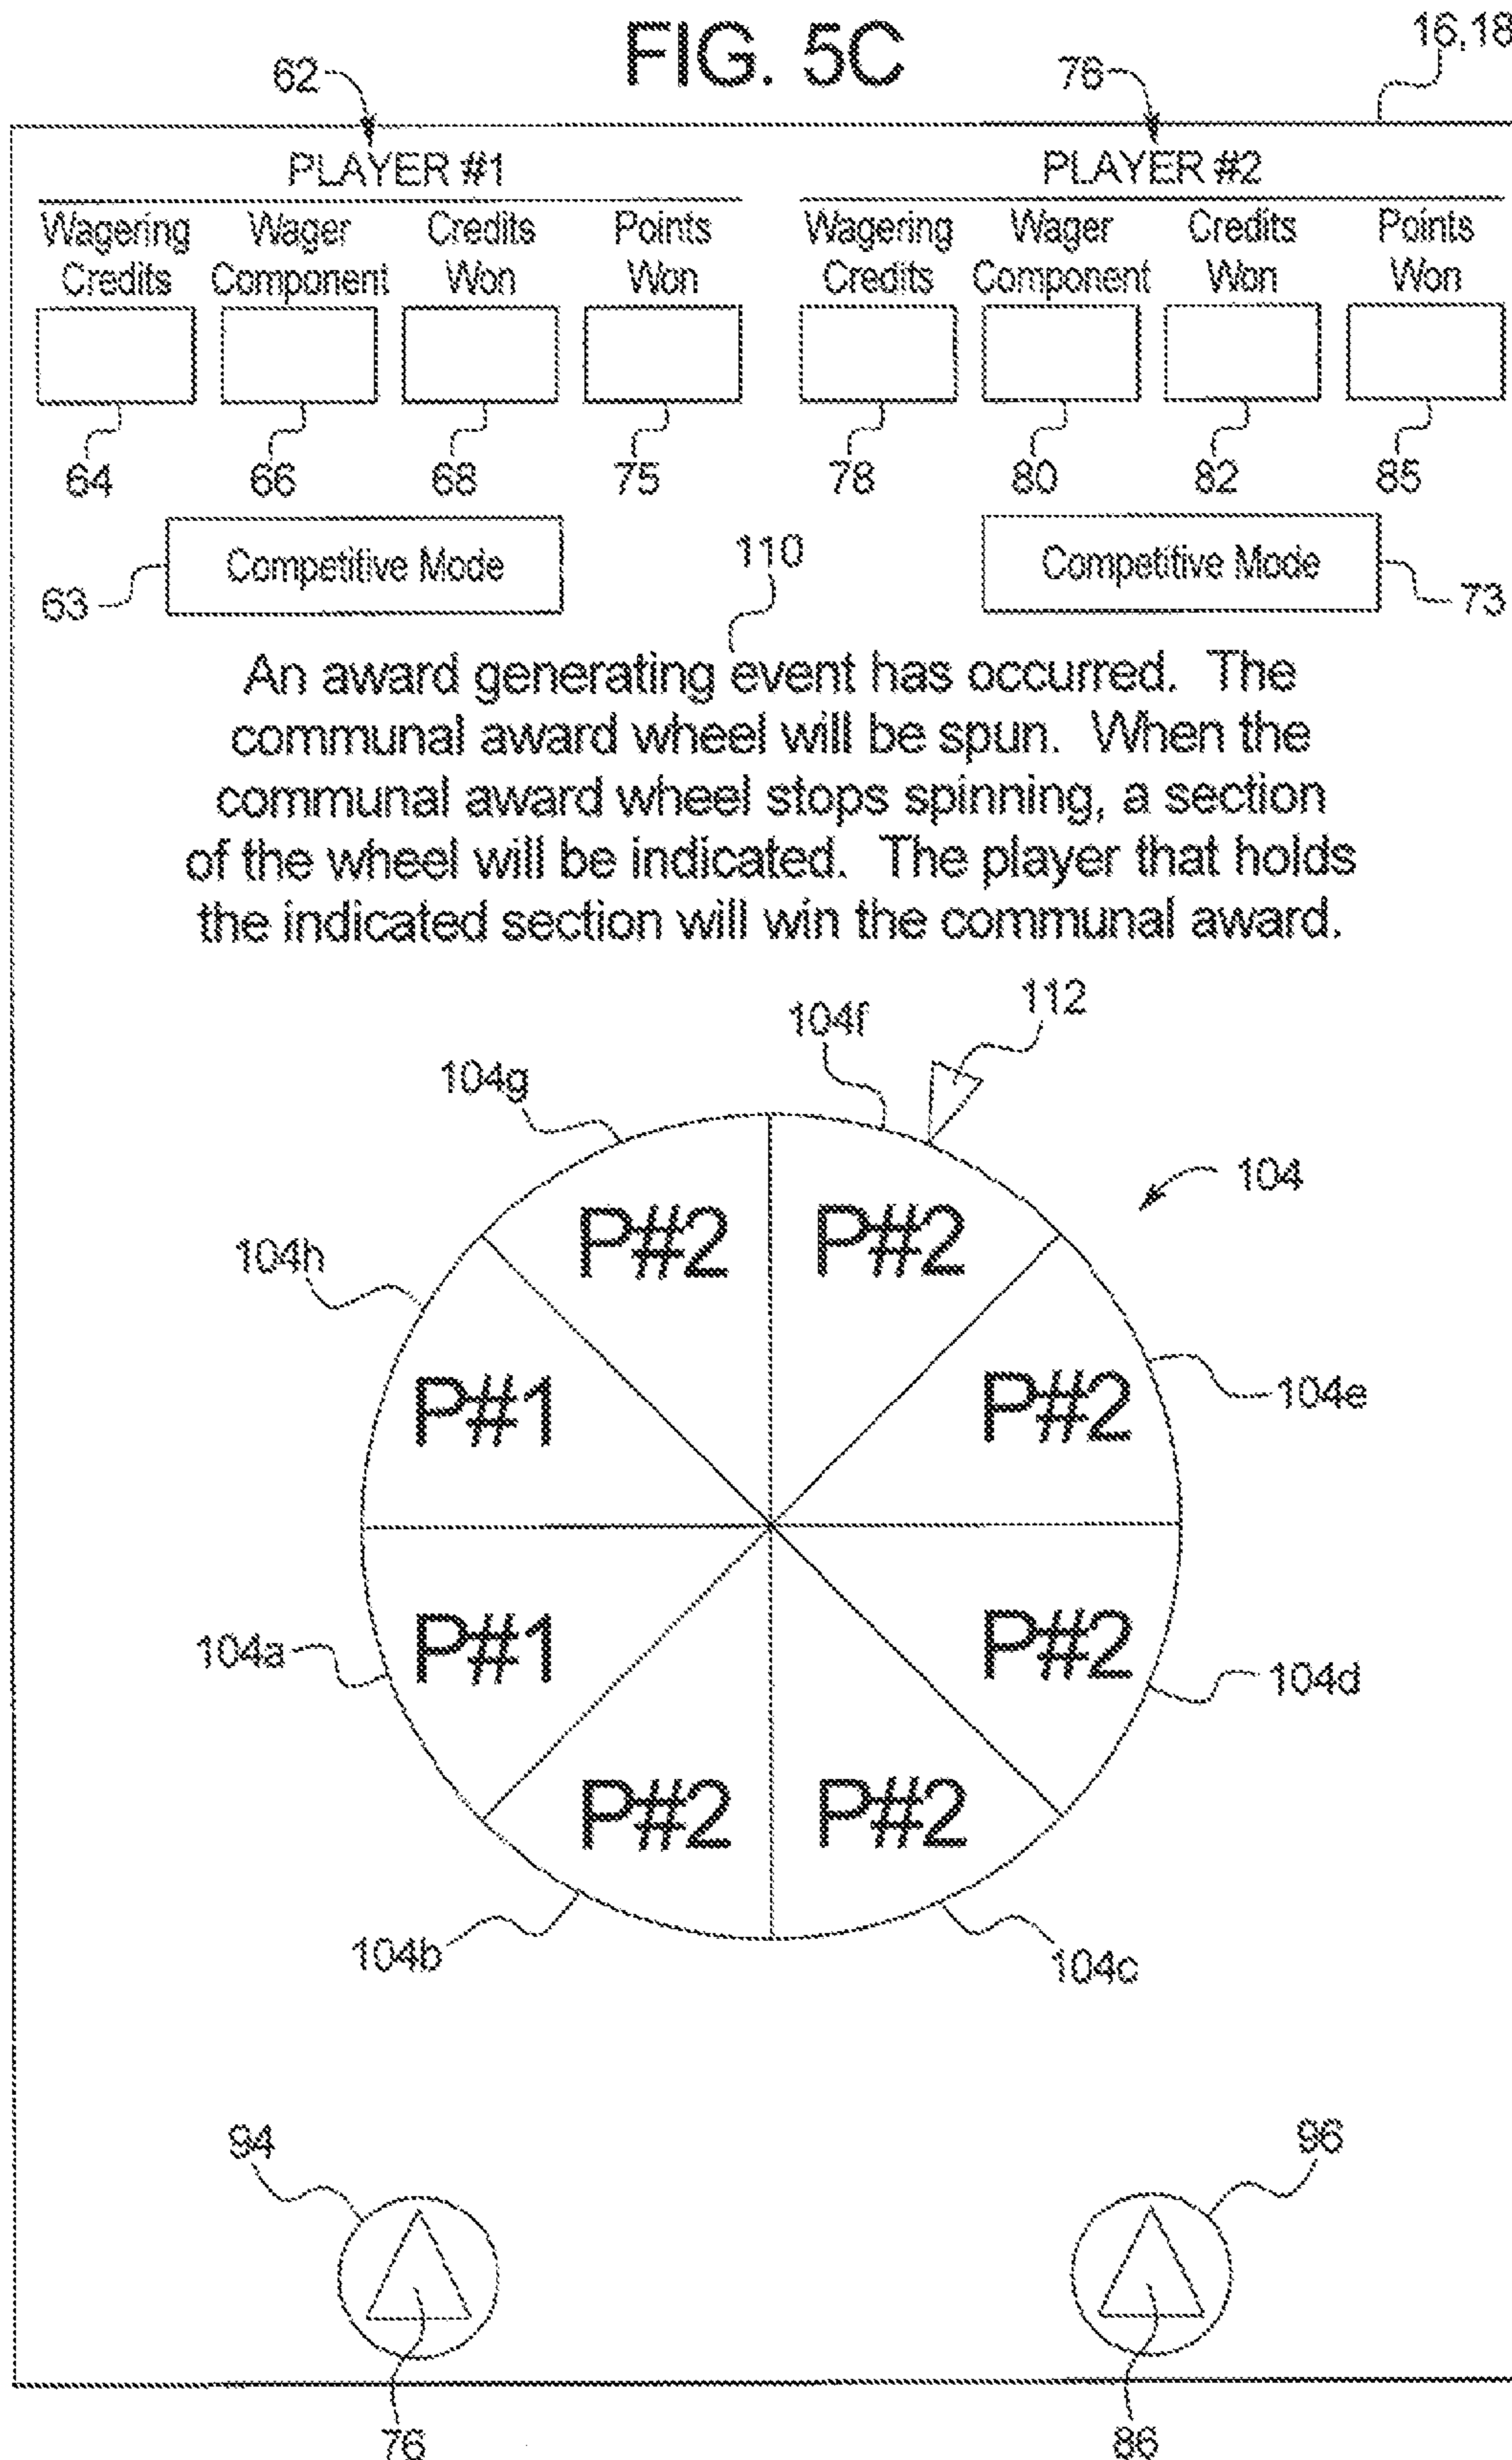 FIG. 5C
16,18
62
76
PLAYER #1
PLAYER #2
Wagering Credits
Wager Component
Credits Won
Points Won
Wagering Credits
Wager Component
Credits Won
Points Won
64
66
68
75
78
80
82
85
Competitive Mode
Competitive Mode
63
73
110
An award generating event has occurred. The
communal award wheel will be spun. When the
communal award wheel stops spinning, a section
of the wheel will be indicated. The player that holds
the indicated section will win the communal award.
112
104f
104g
104
P#2
P#2
104h
P#1
P#2
104e
104a
P#1
P#2
104d
P#2
P#2
104b
104c
94
96
76
86